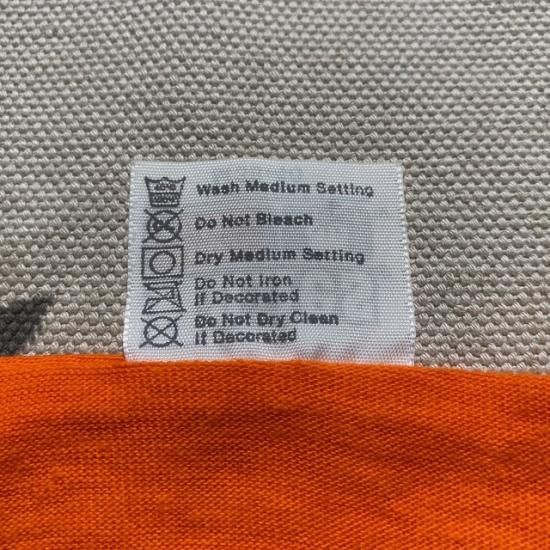 Wash Medium Setting
Do Not Bleach
Dry Medium Setting
Do Not Iron
If Decorated
Do Not Dry Clean
If Decorated